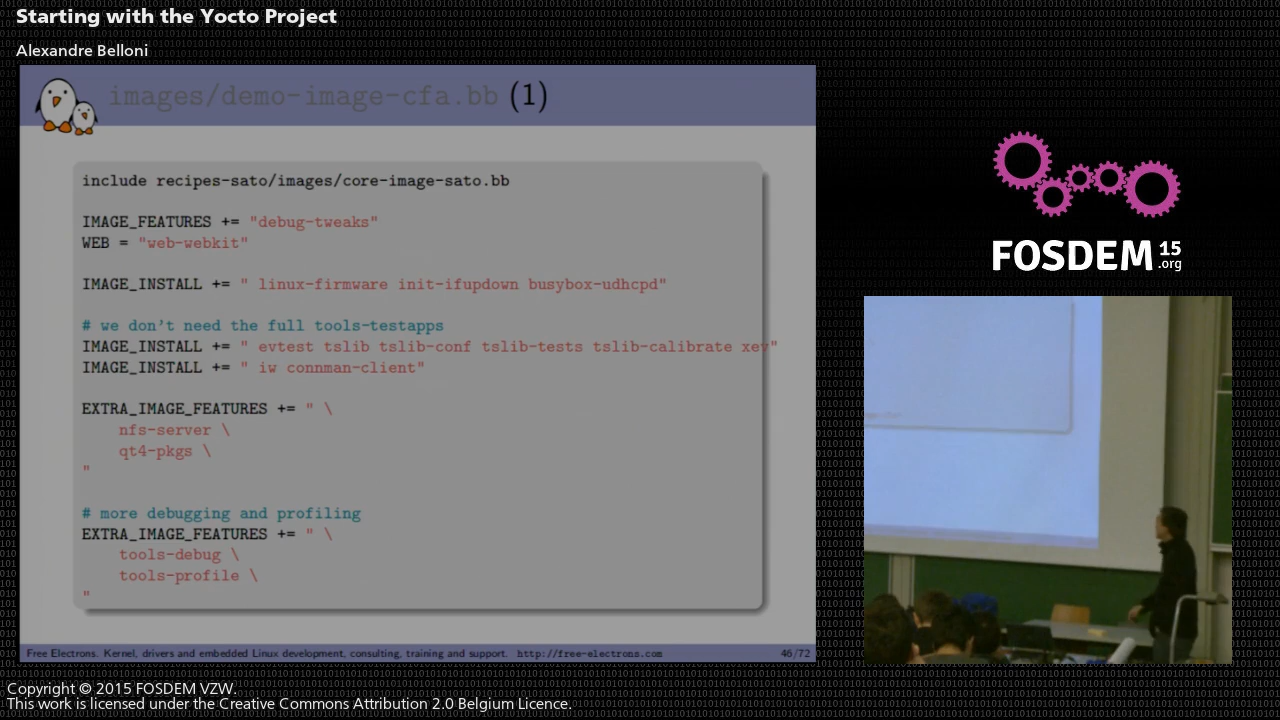 Starting with the Yocto Project
Alexandre Belloni
images/demo-image-cfa.bb (1)
include recipes-sato/images/core-image-sato.bb
IMAGE_FEATURES += "debug-tweaks"
WEB = "web-webkit"
IMAGE_INSTALL += " linux-firmware init-ifupdown busybox-udhcpd"
# we don't need the full tools-testapps
IMAGE_INSTALL += " evtest tslib tslib-conf tslib-tests tslib-calibrate xev"
IMAGE_INSTALL += " iw connman-client"
EXTRA_IMAGE_FEATURES += " \
nfs-server \
qt4-pkgs \
"
# more debugging and profiling
EXTRA_IMAGE_FEATURES += " \
tools-debug \
tools-profile \
"
Free Electrons. Kernel, drivers and embedded Linux development, consulting, training and support. http://free-electrons.com 46/72
FOSDEM 15 .org
Copyright © 2015 FOSDEM VZW.
This work is licensed under the Creative Commons Attribution 2.0 Belgium Licence.